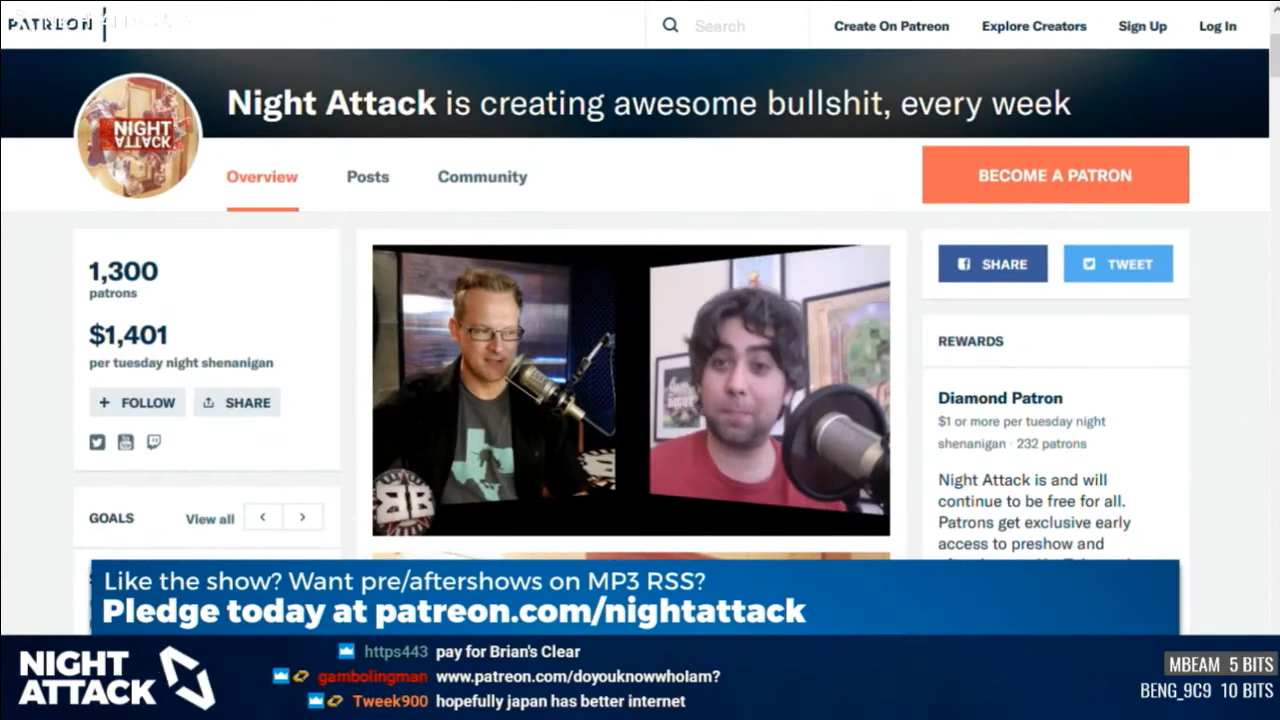 PATREON
Search
Create On Patreon
Explore Creators
Sign Up
Log In
NIGHT
ATTACK
Night Attack is creating awesome bullshit, every week
Overview
Posts
Community
BECOME A PATRON
1,300
patrons
$1,401
per tuesday night shenanigan
+ FOLLOW
SHARE
GOALS
View all
BB
SHARE
TWEET
REWARDS
Diamond Patron
$1 or more per tuesday night
shenanigan · 232 patrons
Night Attack is and will
continue to be free for all.
Patrons get exclusive early
access to preshow and
Like the show? Want pre/aftershows on MP3 RSS?
Pledge today at patreon.com/nightattack
NIGHT
ATTACK
https443 pay for Brian's Clear
gambolingman www.patreon.com/doyouknowwhoIam?
Tweek900 hopefully japan has better internet
MBEAM 5 BITS
BENG_9C9 10 BITS